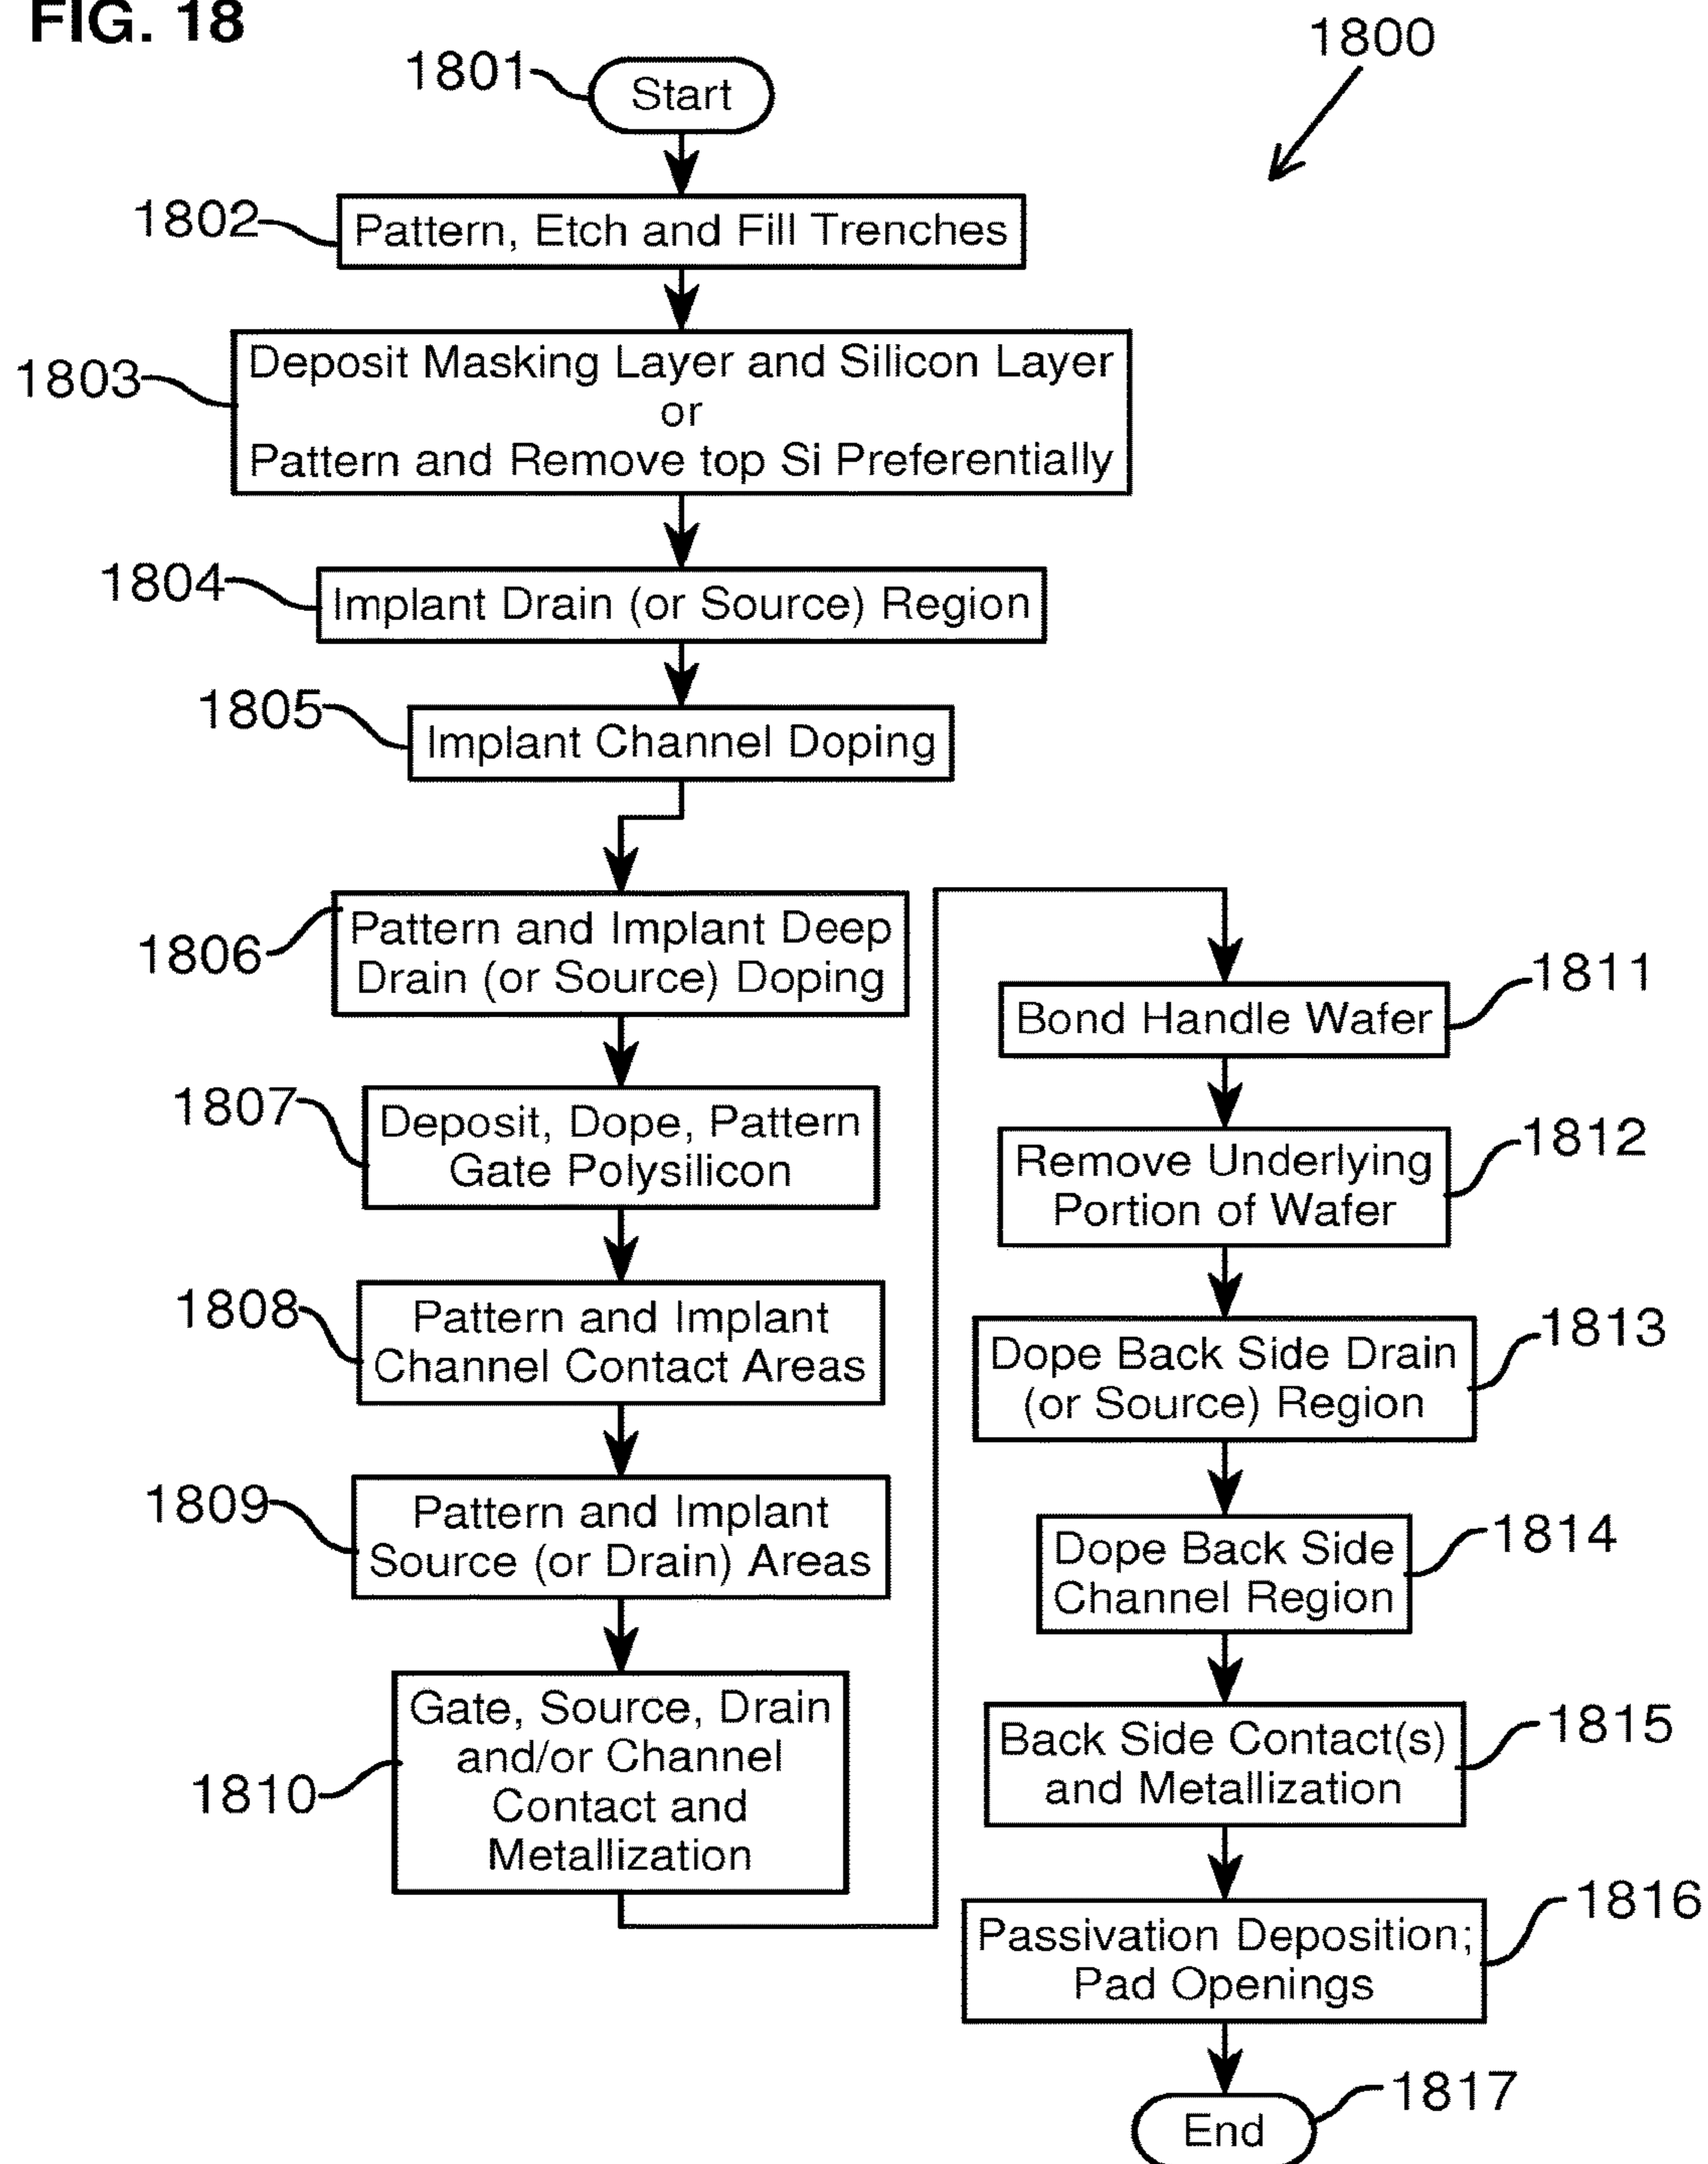 FIG. 18
1800
1801
Start
1802
Pattern, Etch and Fill Trenches
1803
Deposit Masking Layer and Silicon Layer
or
Pattern and Remove top Si Preferentially
1804
Implant Drain (or Source) Region
1805
Implant Channel Doping
1806
Pattern and Implant Deep
Drain (or Source) Doping
1807
Deposit, Dope, Pattern
Gate Polysilicon
1808
Pattern and Implant
Channel Contact Areas
1809
Pattern and Implant
Source (or Drain) Areas
1810
Gate, Source, Drain
and/or Channel
Contact and
Metallization
1811
Bond Handle Wafer
1812
Remove Underlying
Portion of Wafer
1813
Dope Back Side Drain
(or Source) Region
1814
Dope Back Side
Channel Region
1815
Back Side Contact(s)
and Metallization
1816
Passivation Deposition;
Pad Openings
1817
End